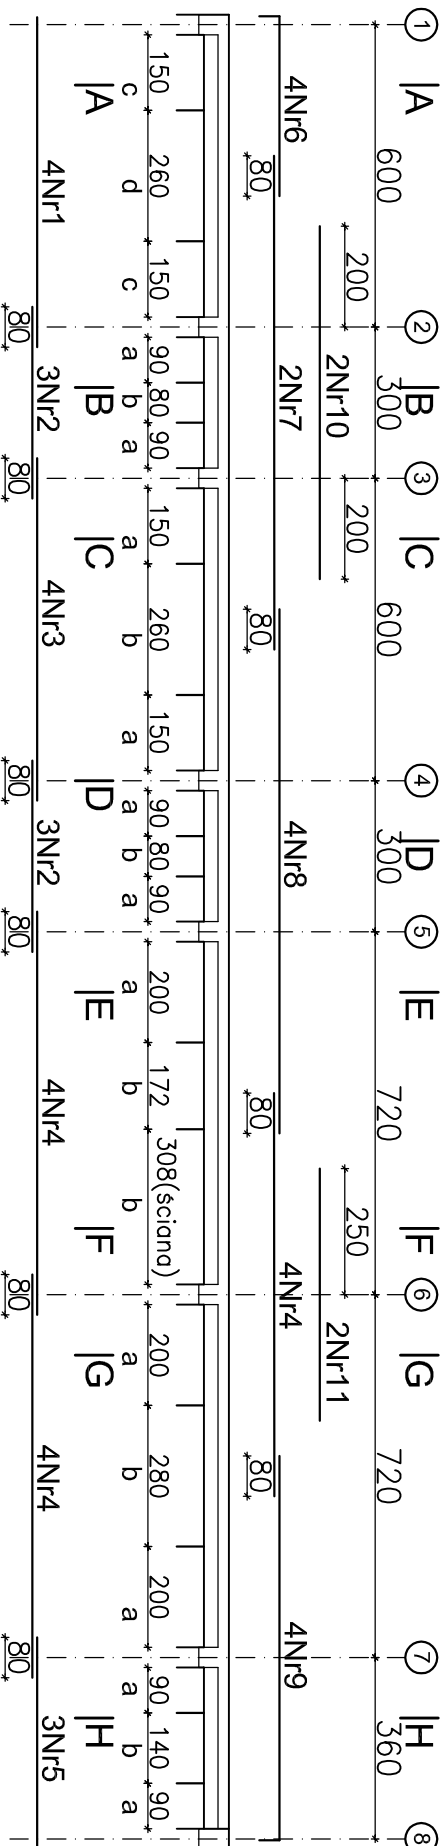 1 2 3 4 5 6 7 8
A B C D E F G H
600 300 600 300 720 720 360
200 200 250
2Nr10 2Nr11
4Nr6 2Nr7 4Nr8 4Nr4 4Nr9
80 80 80 80
150 260 150 90 80 90 150 260 150 90 80 90 200 172 308(ściana) 200 280 200 90 140 90
c d c a b a a b a a b a a b b a b a a b a
A B C D E F G H
4Nr1 3Nr2 4Nr3 3Nr2 4Nr4 4Nr4 3Nr5
80 80 80 80 80 80